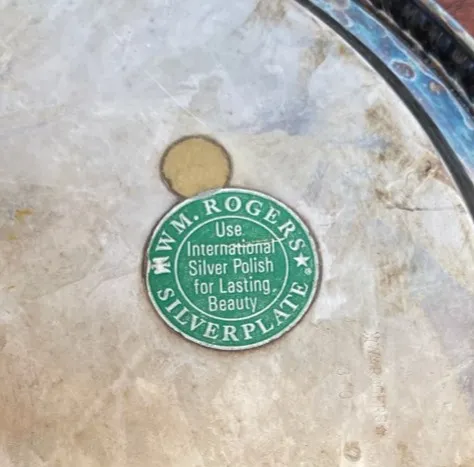 WM. ROGERS ★ ®
Use
International
Silver Polish
for Lasting
Beauty
SILVERPLATE